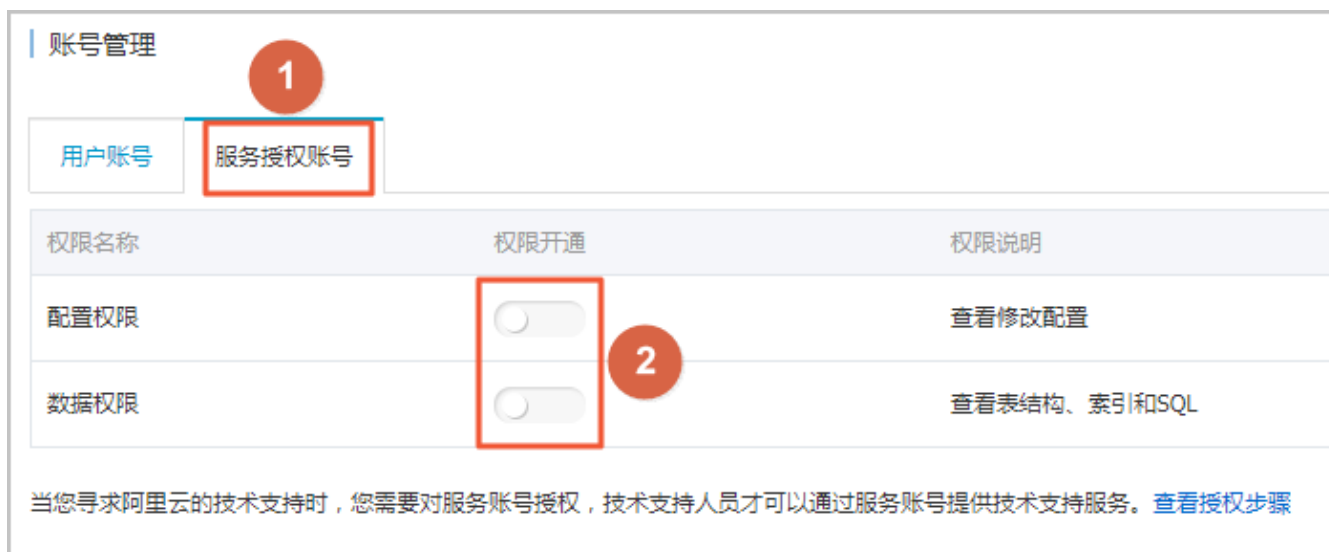 账号管理
1
用户账号 服务授权账号
权限名称 权限开通 权限说明
配置权限 查看修改配置
2
数据权限 查看表结构、索引和SQL
当您寻求阿里云的技术支持时，您需要对服务账号授权，技术支持人员才可以通过服务账号提供技术支持服务。查看授权步骤